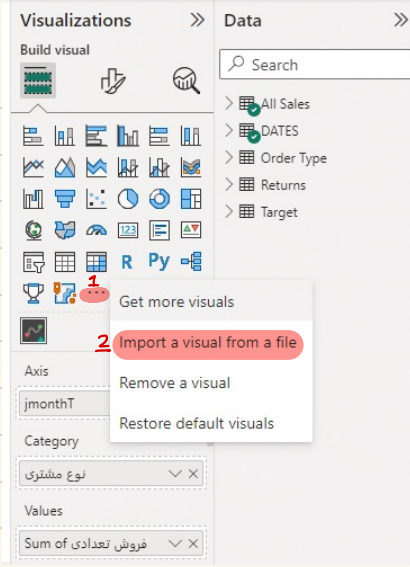 Visualizations
Build visual
123
R
Py
1
...
2
Get more visuals
Import a visual from a file
Remove a visual
Restore default visuals
Axis
jmonthT
Category
نوع مشتری
Values
Sum of فروش تعدادی
Data
Search
All Sales
DATES
Order Type
Returns
Target